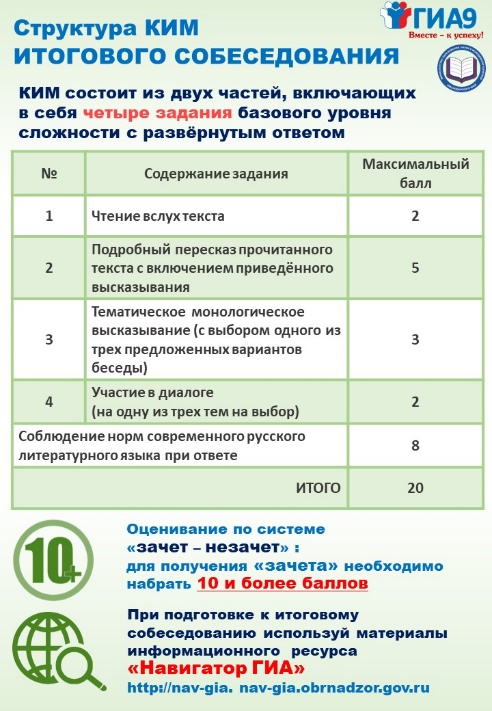 Структура КИМ
ИТОГОВОГО СОБЕСЕДОВАНИЯ
ГИА9
Вместе – к успеху!
КИМ состоит из двух частей, включающих
в себя четыре задания базового уровня
сложности с развёрнутым ответом
№ Содержание задания Максимальный балл
1 Чтение вслух текста 2
2 Подробный пересказ прочитанного
текста с включением приведённого
высказывания 5
3 Тематическое монологическое
высказывание (с выбором одного из
трех предложенных вариантов
беседы) 3
4 Участие в диалоге
(на одну из трех тем на выбор) 2
Соблюдение норм современного русского
литературного языка при ответе 8
ИТОГО 20
10+
Оценивание по системе
«зачет – незачет» :
для получения «зачета» необходимо
набрать 10 и более баллов
При подготовке к итоговому
собеседованию используй материалы
информационного ресурса
«Навигатор ГИА»
http://nav-gia. nav-gia.obrnadzor.gov.ru